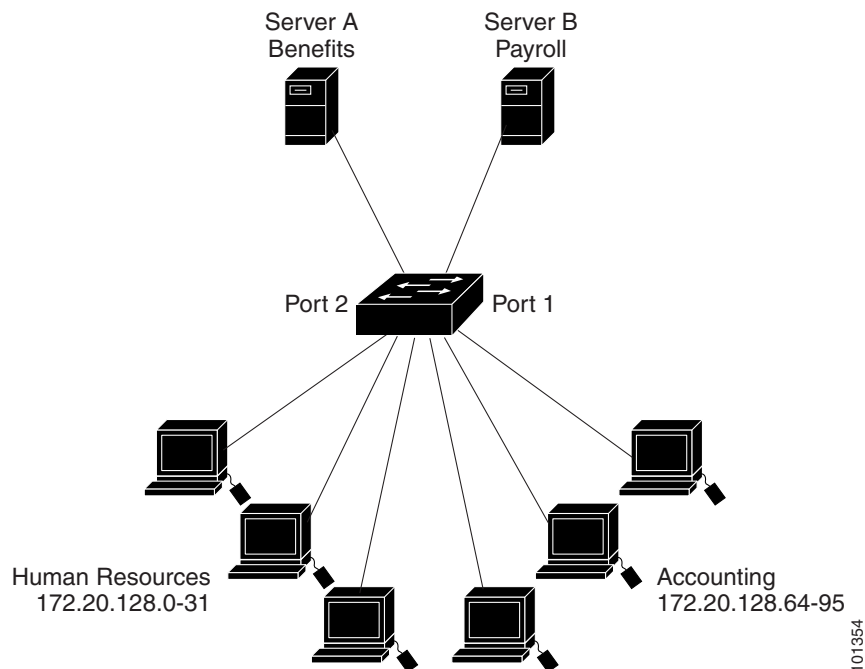 Server A
Benefits
Server B
Payroll
Port 2
Port 1
Human Resources
172.20.128.0-31
Accounting
172.20.128.64-95
101354